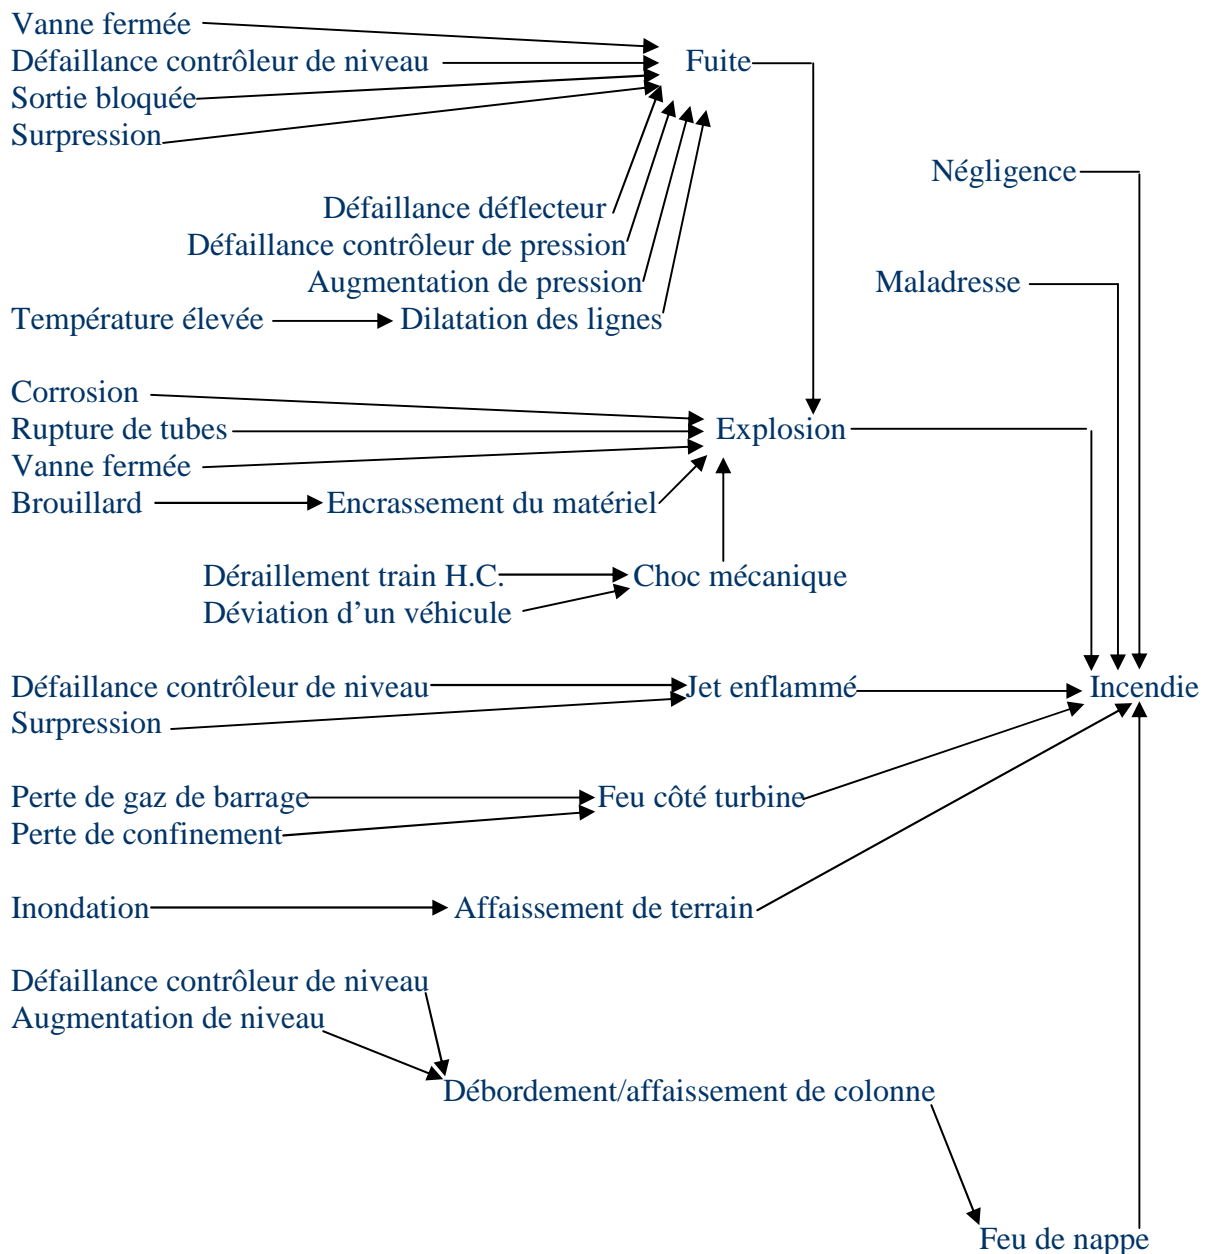 Vanne fermée
Défaillance contrôleur de niveau
Fuite
Sortie bloquée
Surpression
Négligence
Défaillance déflecteur
Défaillance contrôleur de pression
Augmentation de pression
Maladresse
Température élevée
Dilatation des lignes
Corrosion
Rupture de tubes
Explosion
Vanne fermée
Brouillard
Encrassement du matériel
Déraillement train H.C.
Choc mécanique
Déviation d’un véhicule
Défaillance contrôleur de niveau
Jet enflammé
Incendie
Surpression
Perte de gaz de barrage
Feu côté turbine
Perte de confinement
Inondation
Affaissement de terrain
Défaillance contrôleur de niveau
Augmentation de niveau
Débordement/affaissement de colonne
Feu de nappe